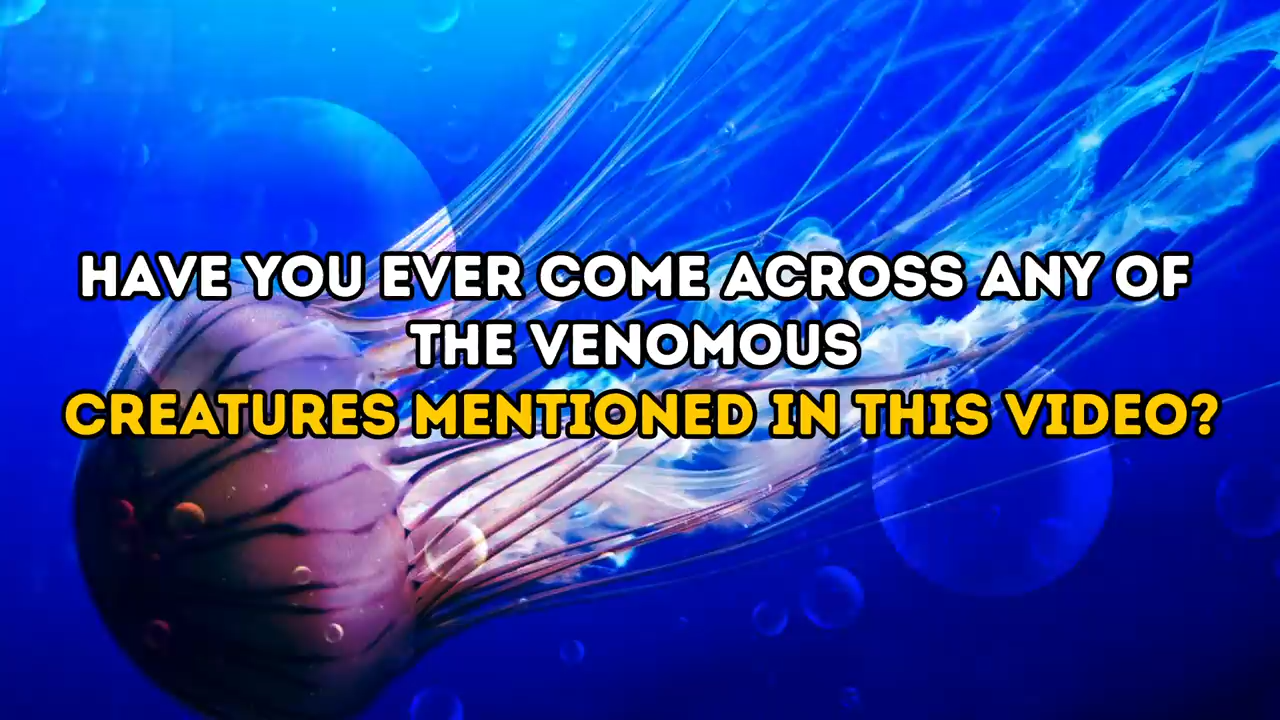 HAVE YOU EVER COME ACROSS ANY OF
THE VENOMOUS
CREATURES MENTIONED IN THIS VIDEO?